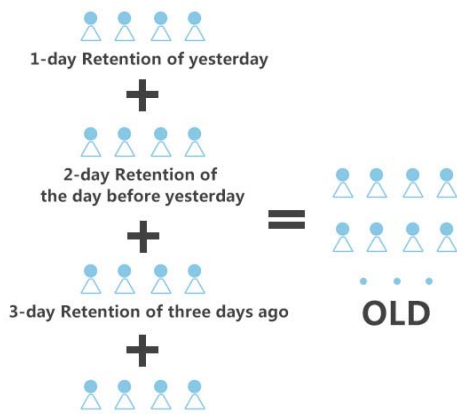 1-day Retention of yesterday
+
2-day Retention of
the day before yesterday
+
=
3-day Retention of three days ago
+
OLD